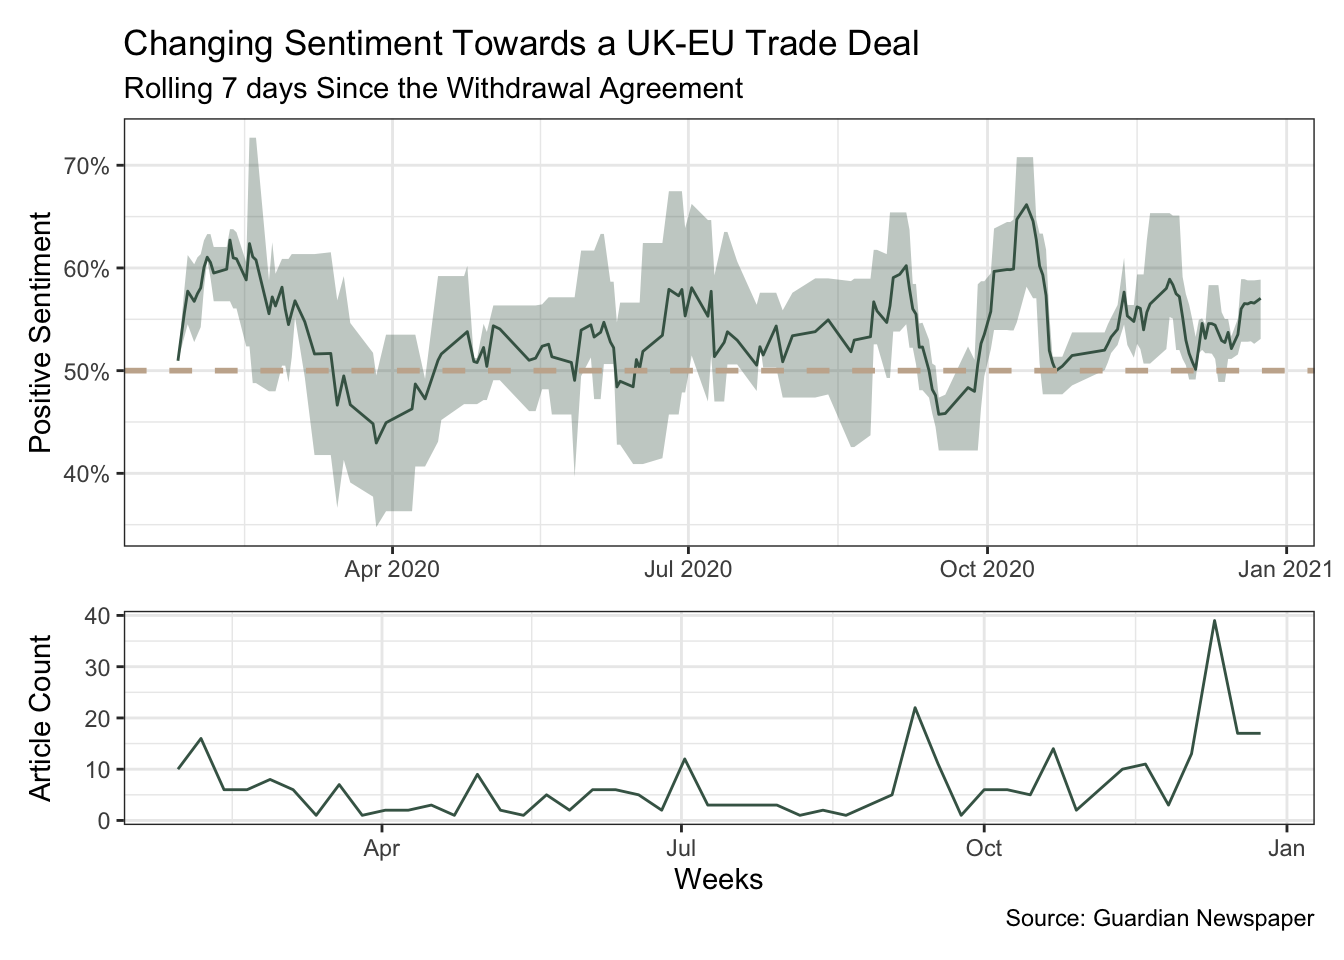 Changing Sentiment Towards a UK-EU Trade Deal
Rolling 7 days Since the Withdrawal Agreement
Positive Sentiment
70%
60%
50%
40%
Apr 2020 Jul 2020 Oct 2020 Jan 2021
Article Count
40
30
20
10
0
Apr Jul Oct Jan
Weeks
Source: Guardian Newspaper